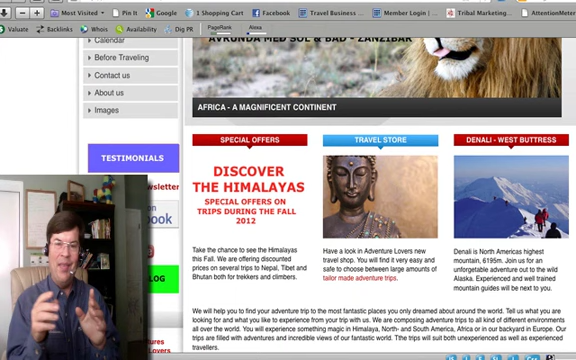 Most Visited
Pin It
Google
1 Shopping Cart
Facebook
Travel Business ...
Member Login | ...
Tribal Marketing...
AttentionMeter
Valuate
Backlinks
Whois
Availability
Dig PR
PageRank
Alexa
Calendar
Before Traveling
Contact us
About us
Images
AVRUNDA MED SOL & BAD - ZANZIBAR
AFRICA - A MAGNIFICENT CONTINENT
TESTIMONIALS
SPECIAL OFFERS
DISCOVER
THE HIMALAYAS
SPECIAL OFFERS ON
TRIPS DURING THE FALL
2012
Take the chance to see the Himalayas
this Fall. We are offering discounted
prices on several trips to Nepal, Tibet and
Bhutan both for trekkers and climbers.
TRAVEL STORE
Have a look in Adventure Lovers new
travel shop. You will find it very easy and
safe to choose between large amounts of
tailor made adventure trips.
DENALI - WEST BUTTRESS
Denali is North Americas highest
mountain, 6195m. Join us for an
unforgetable adventure out to the wild
Alaska. Experienced and well trained
mountain guides will be next to you.
We will help you to find your adventure trip to the most fantastic places you only dreamed about around the world. Tell us what you are
looking for and what you like to experience from your trip with us. We are composing adventure trips to all kind of different environments
all over the world. You will experience something magic in Himalaya, North- and South America, Africa or in our backyard in Europe. Our
trips are filled with adventures and incredible views of our fantastic world. The trips will suit both unexperienced as well as experienced
travellers.